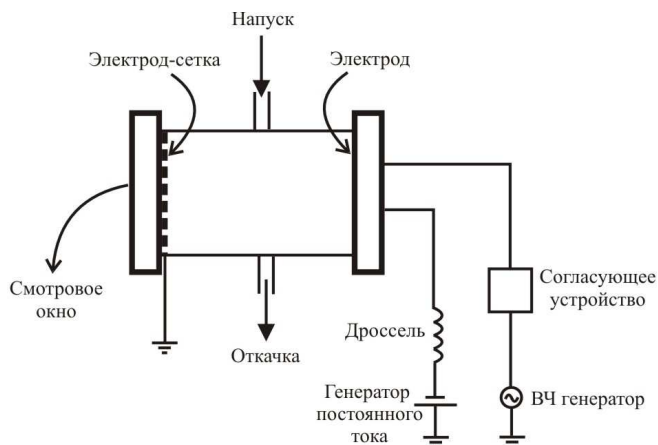 Напуск
Электрод-сетка
Электрод
Смотровое
окно
Откачка
Дроссель
Генератор
постоянного
тока
Согласующее
устройство
ВЧ генератор